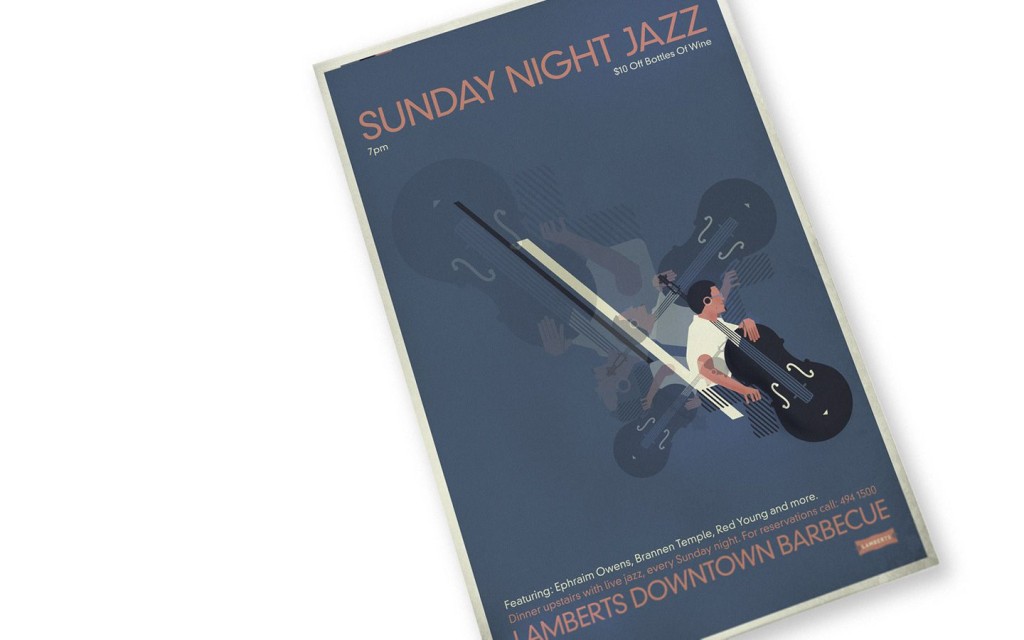 SUNDAY NIGHT JAZZ
$10 Off Bottles Of Wine
7pm
Featuring: Ephraim Owens, Brannen Temple, Red Young and more.
Dinner upstairs with live jazz, every Sunday night. For reservations call: 494 1500
LAMBERTS DOWNTOWN BARBECUE
LAMBERTS